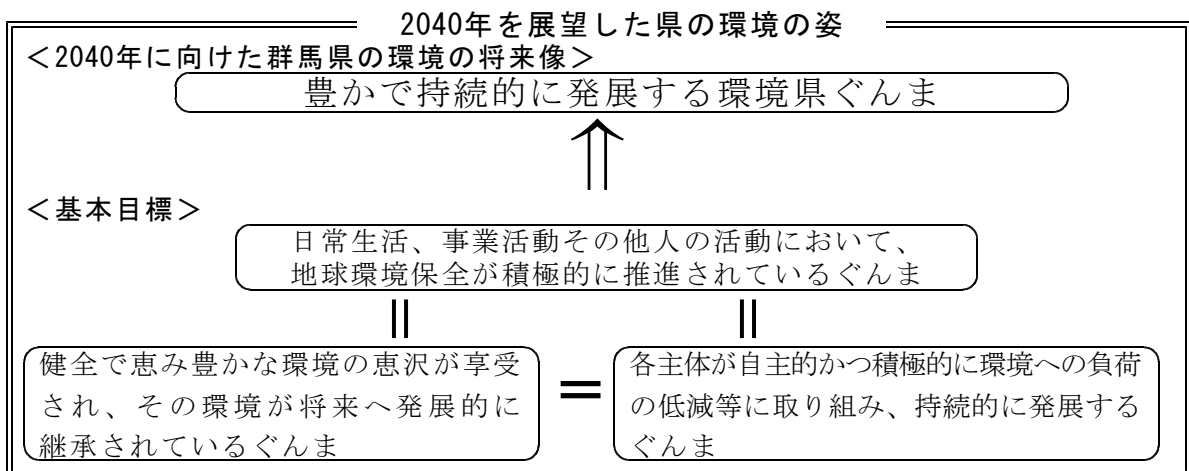 2040年を展望した県の環境の姿
＜2040年に向けた群馬県の環境の将来像＞
豊かで持続的に発展する環境県ぐんま
＜基本目標＞
日常生活、事業活動その他人の活動において、
地球環境保全が積極的に推進されているぐんま
健全で恵み豊かな環境の恵沢が享受
され、その環境が将来へ発展的に
継承されているぐんま
各主体が自主的かつ積極的に環境への負荷
の低減等に取り組み、持続的に発展する
ぐんま